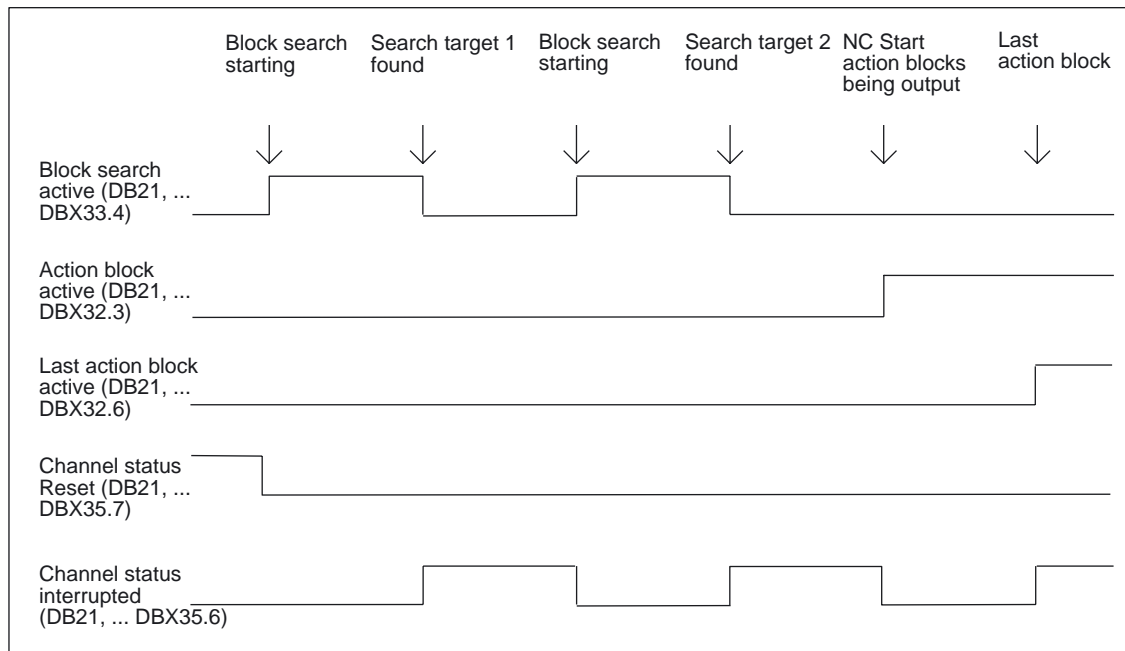 Block search
starting
Search target 1
found
Block search
starting
Search target 2
found
NC Start
action blocks
being output
Last
action block
Block search
active (DB21, ...
DBX33.4)
Action block
active (DB21, ...
DBX32.3)
Last action block
active (DB21, ...
DBX32.6)
Channel status
Reset (DB21, ...
DBX35.7)
Channel status
interrupted
(DB21, ... DBX35.6)